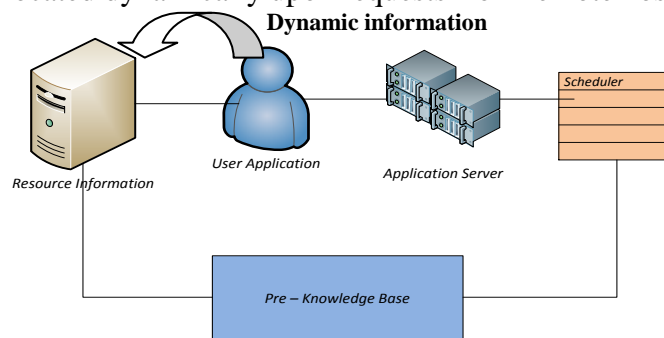 Dynamic information
Scheduler
User Application
Application Server
Resource Information
Pre – Knowledge Base